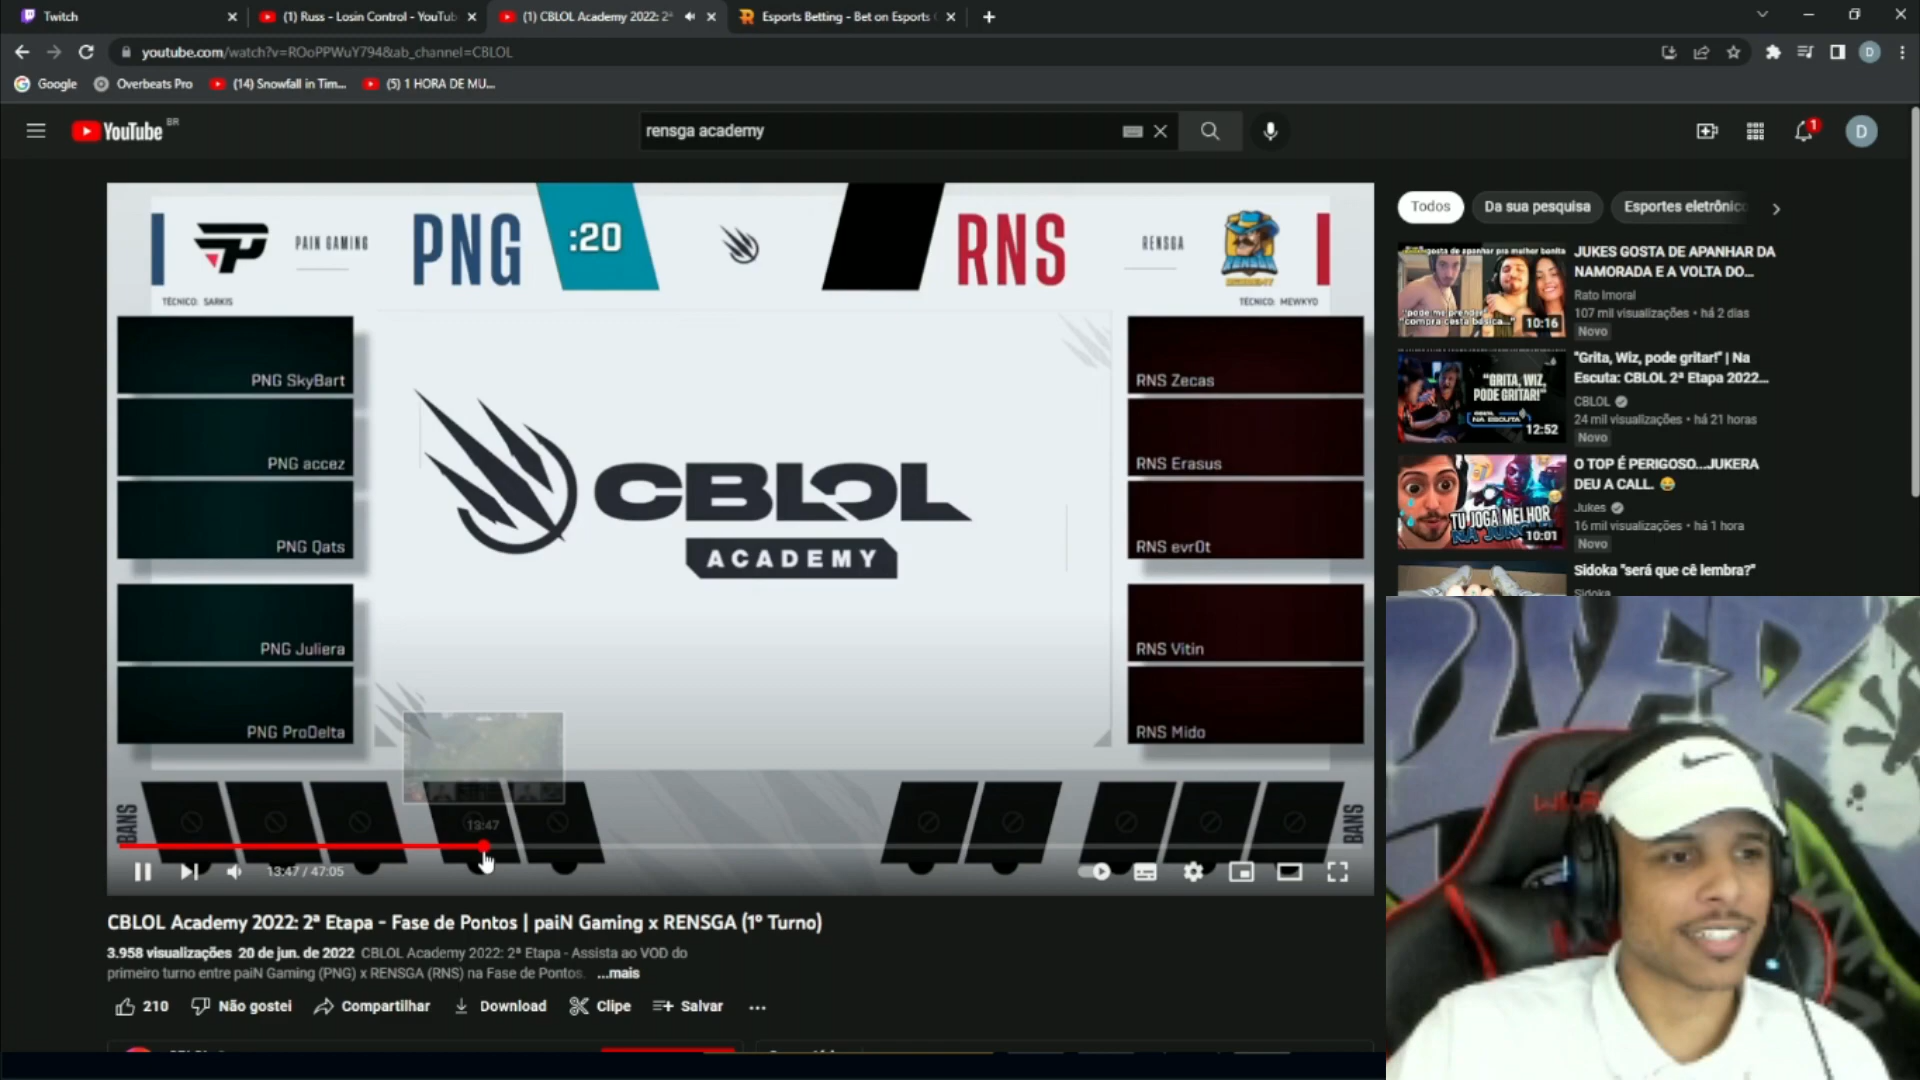 Twitch
(1) Russ - Losin Control - YouTub
(1) CBLOL Academy 2022: 2ª
Esports Betting - Bet on Esports
youtube.com/watch?v=ROoPPWuY794&ab_channel=CBLOL
D
Google
Overbeats Pro
(14) Snowfall in Tim...
(5) 1 HORA DE MU...
YouTube BR
rensga academy
1
D
PAIN GAMING
PNG
:20
RNS
RENSGA
TÉCNICO: SARKIS
TÉCNICO: MEWKYO
PNG SkyBart
PNG accez
PNG Qats
PNG Juliera
PNG ProDelta
CBLOL
ACADEMY
RNS Zecas
RNS Erasus
RNS evr0t
RNS Vitin
RNS Mido
BANS
BANS
13:47
13:47 / 47:05
CBLOL Academy 2022: 2ª Etapa - Fase de Pontos | paiN Gaming x RENSGA (1º Turno)
3.958 visualizações 20 de jun. de 2022 CBLOL Academy 2022: 2ª Etapa - Assista ao VOD do
primeiro turno entre paiN Gaming (PNG) x RENSGA (RNS) na Fase de Pontos. ...mais
210
Não gostei
Compartilhar
Download
Clipe
Salvar
Todos
Da sua pesquisa
Esportes eletrônico
10:16
JUKES GOSTA DE APANHAR DA
NAMORADA E A VOLTA DO...
Rato Imoral
107 mil visualizações • há 2 dias
Novo
"GRITA, WIZ,
PODE GRITAR!"
CBLOL
NA ESCUTA
12:52
"Grita, Wiz, pode gritar!" | Na
Escuta: CBLOL 2ª Etapa 2022...
CBLOL
24 mil visualizações • há 21 horas
Novo
TU JOGA MELHOR
10:01
O TOP É PERIGOSO...JUKERA
DEU A CALL.
Jukes
16 mil visualizações • há 1 hora
Novo
Sidoka "será que cê lembra?"
Sidoka